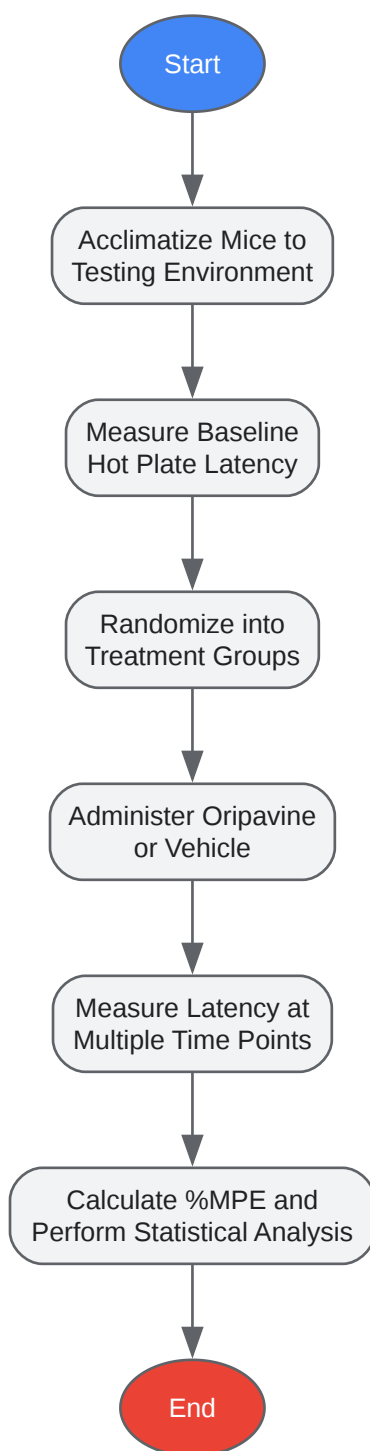 Start
Acclimatize Mice to
Testing Environment
Measure Baseline
Hot Plate Latency
Randomize into
Treatment Groups
Administer Oripavine
or Vehicle
Measure Latency at
Multiple Time Points
Calculate %MPE and
Perform Statistical Analysis
End